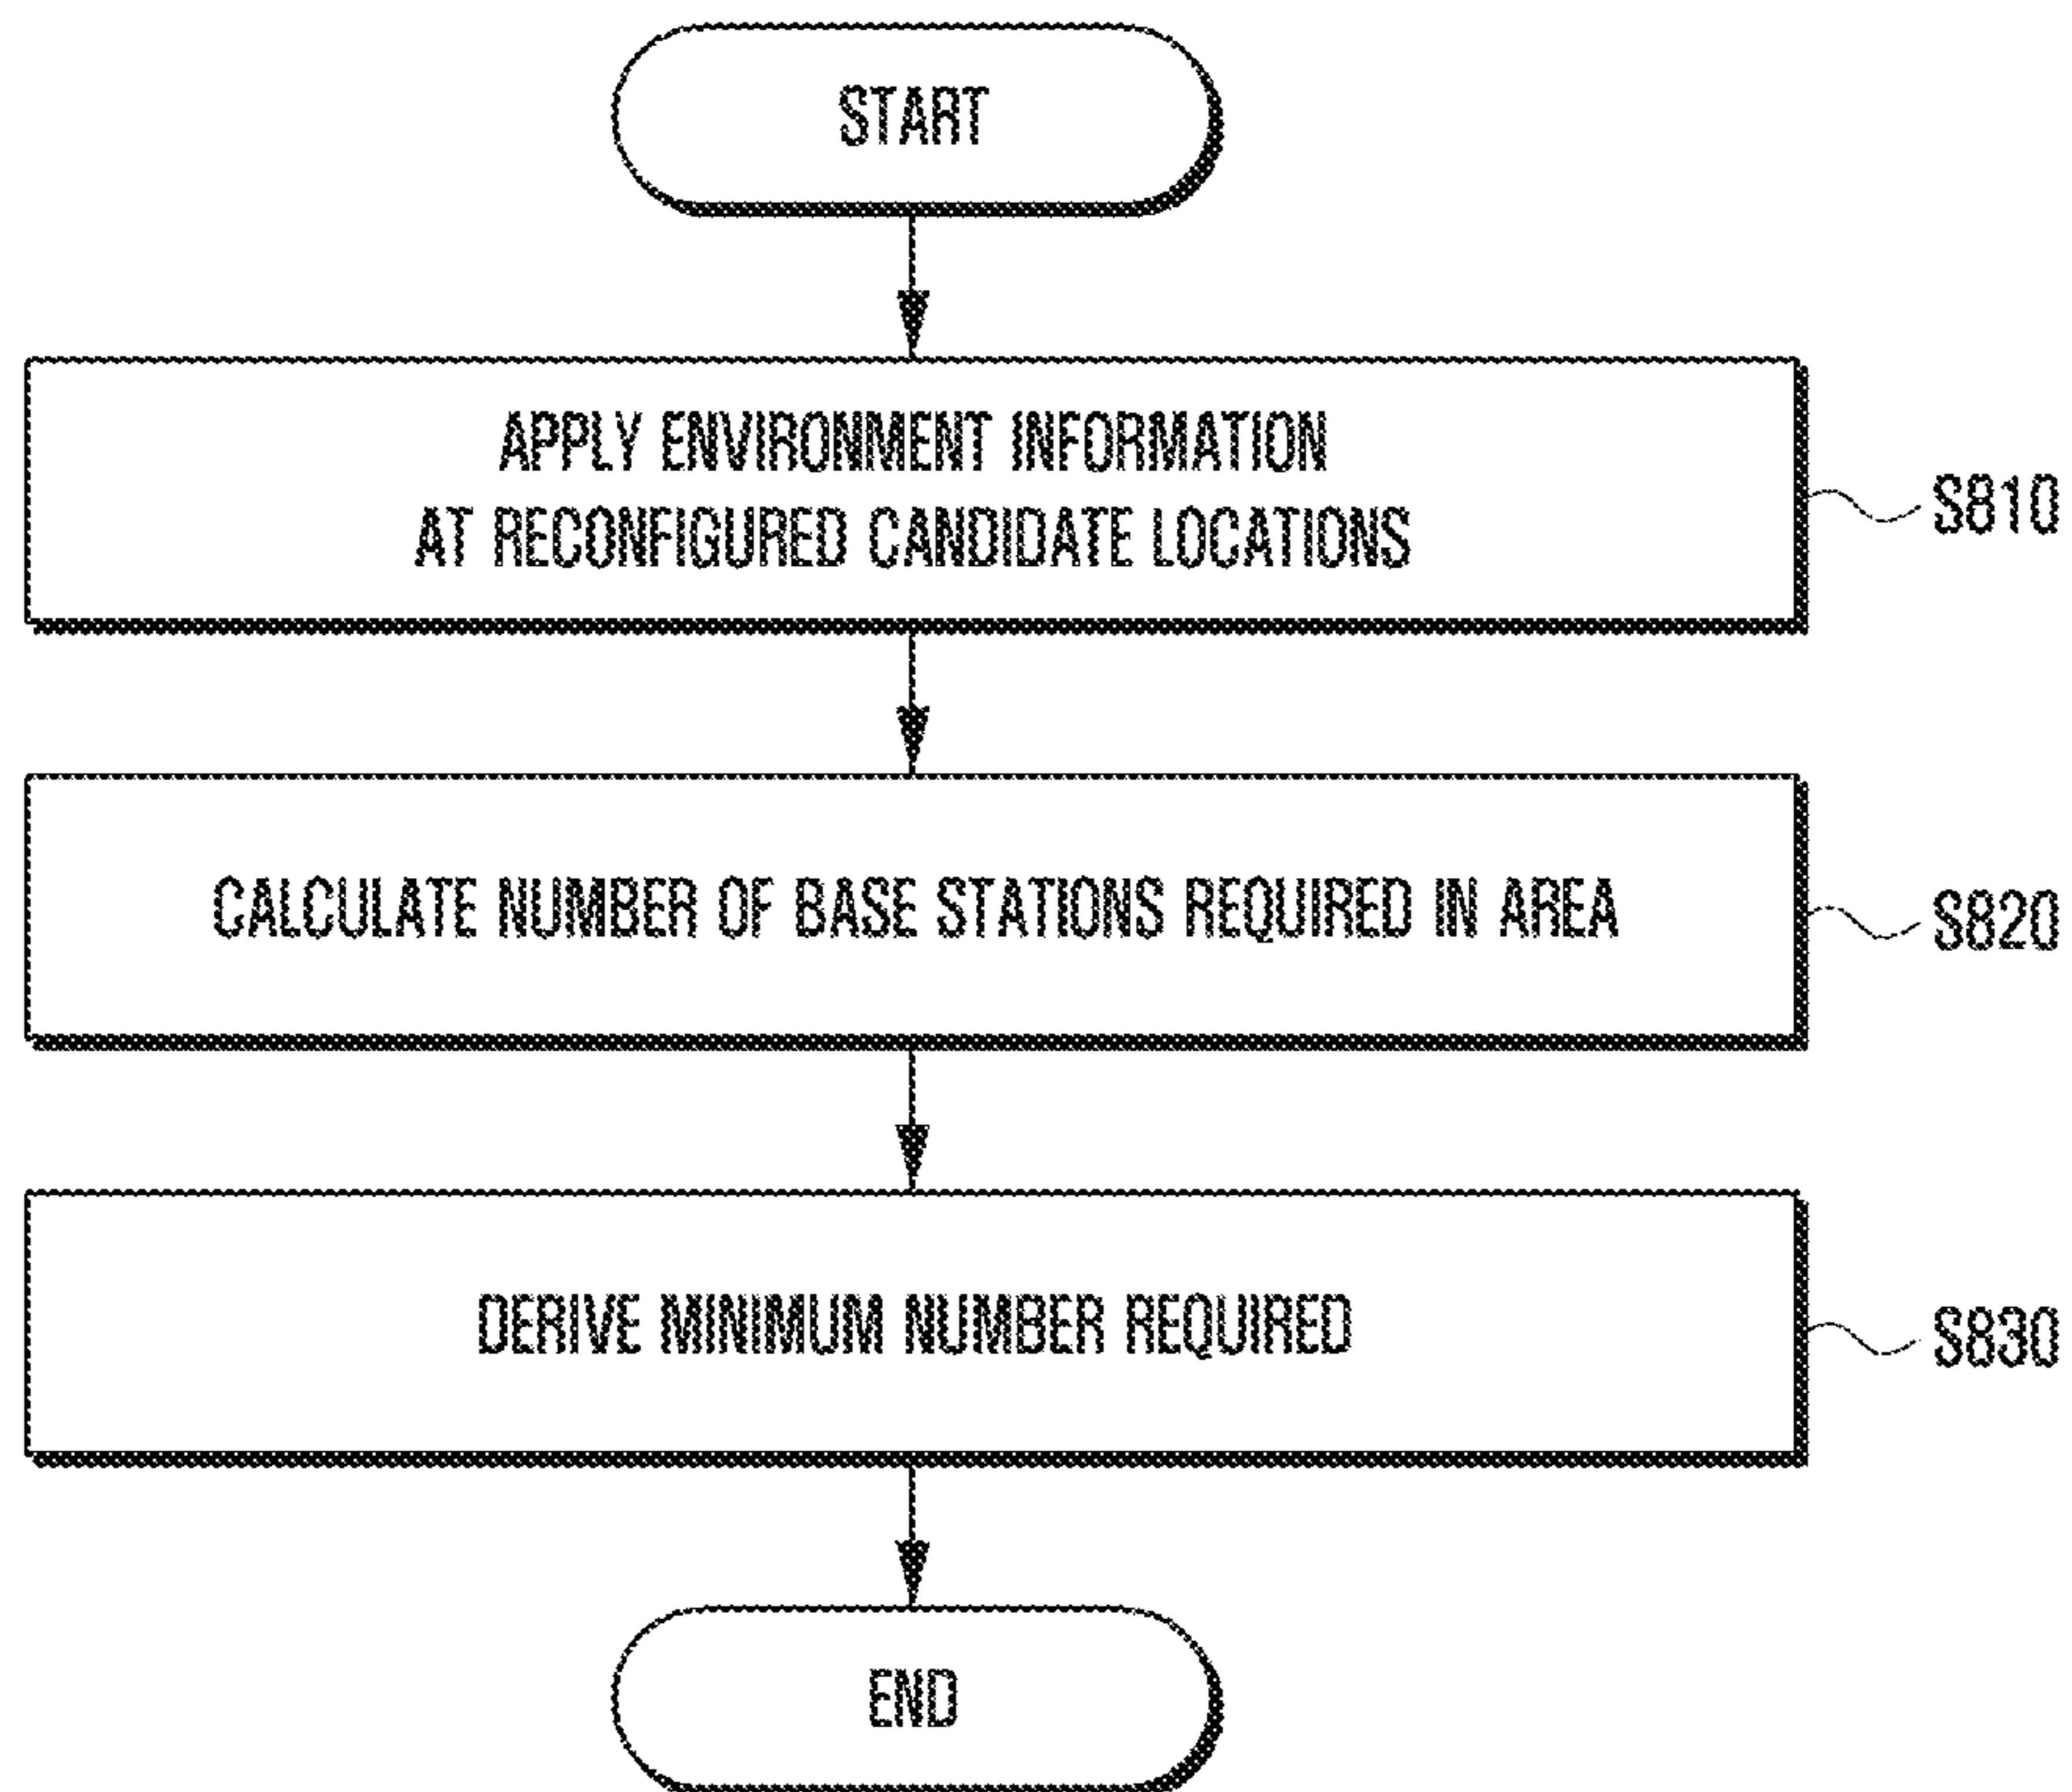 START
APPLY ENVIRONMENT INFORMATION
AT RECONFIGURED CANDIDATE LOCATIONS
S810
CALCULATE NUMBER OF BASE STATIONS REQUIRED IN AREA
S820
DERIVE MINIMUM NUMBER REQUIRED
S830
END